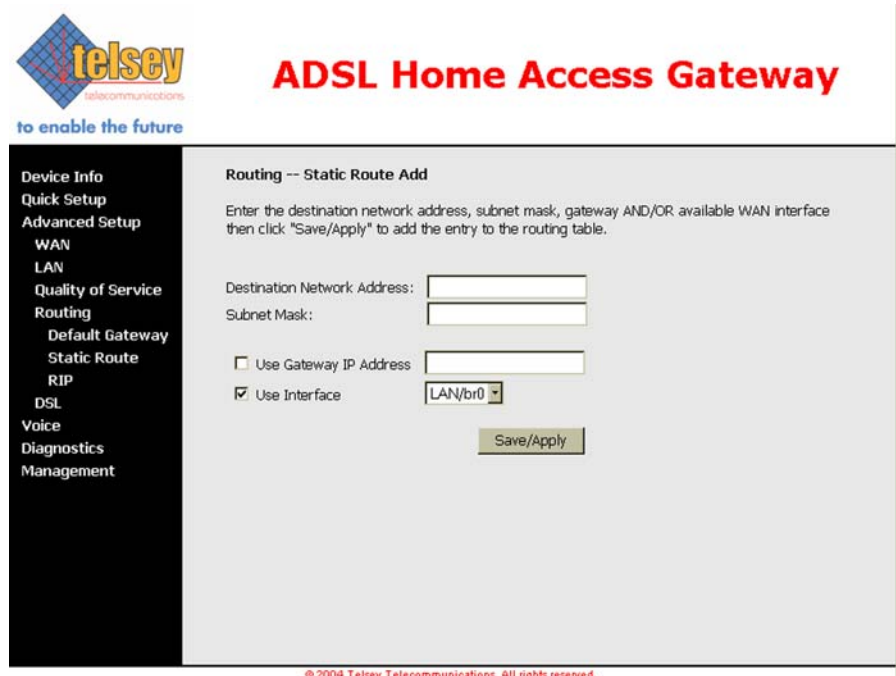 telsey
telecommunications
to enable the future
ADSL Home Access Gateway
Device Info
Quick Setup
Advanced Setup
WAN
LAN
Quality of Service
Routing
Default Gateway
Static Route
RIP
DSL
Voice
Diagnostics
Management
Routing -- Static Route Add
Enter the destination network address, subnet mask, gateway AND/OR available WAN interface
then click "Save/Apply" to add the entry to the routing table.
Destination Network Address:
Subnet Mask:
Use Gateway IP Address
Use Interface LAN/br0
Save/Apply
© 2004 Telsey Telecommunications. All rights reserved.